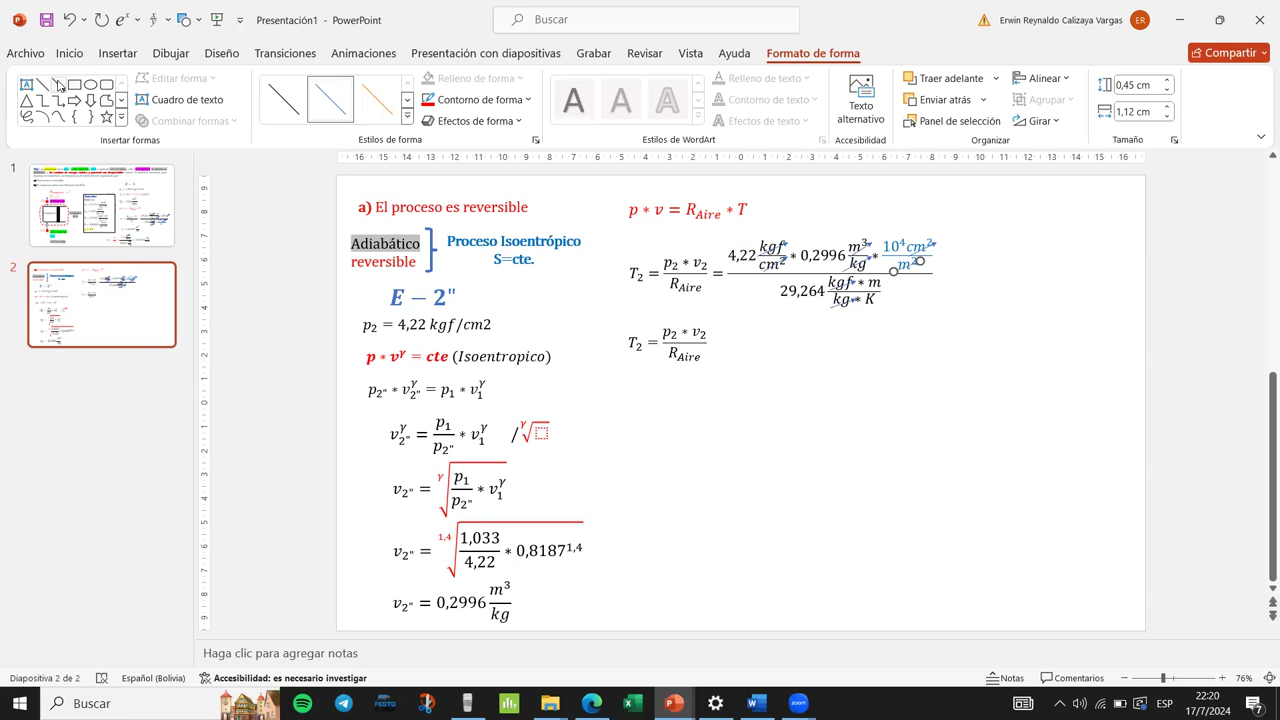 Presentación1 - PowerPoint
Buscar
Erwin Reynaldo Calizaya Vargas
ER
Archivo Inicio Insertar Dibujar Diseño Transiciones Animaciones Presentación con diapositivas Grabar Revisar Vista Ayuda Formato de forma
Compartir
Editar forma
Cuadro de texto
Combinar formas
Insertar formas
Estilos de forma
Relleno de forma
Contorno de forma
Efectos de forma
Estilos de WordArt
Relleno de texto
Contorno de texto
Efectos de texto
Texto alternativo
Accesibilidad
Traer adelante
Enviar atrás
Panel de selección
Alinear
Agrupar
Girar
Organizar
0,45 cm
1,12 cm
Tamaño
1
2
a) El proceso es reversible
Adiabático
reversible
Proceso Isoentrópico
S=cte.
E − 2"
p₂ = 4,22 kgf/cm2
p * v^γ = cte (Isoentropico)
p₂" * v₂"^γ = p₁ * v₁^γ
v₂"^γ = p₁/p₂" * v₁^γ /^γ√
v₂" = ^γ√(p₁/p₂" * v₁^γ)
v₂" = ^1,4√(1,033/4,22 * 0,8187^1,4)
v₂" = 0,2996 m³/kg
p * v = R_Aire * T
T₂ = (p₂ * v₂)/R_Aire = (4,22 kgf/cm² * 0,2996 m³/kg * 10⁴cm²/m²)/(29,264 kgf * m/kg * K)
T₂ = (p₂ * v₂)/R_Aire
Haga clic para agregar notas
Diapositiva 2 de 2
Español (Bolivia)
Accesibilidad: es necesario investigar
Notas
Comentarios
76%
Buscar
FESTO
zoom
ESP
22:20
17/7/2024